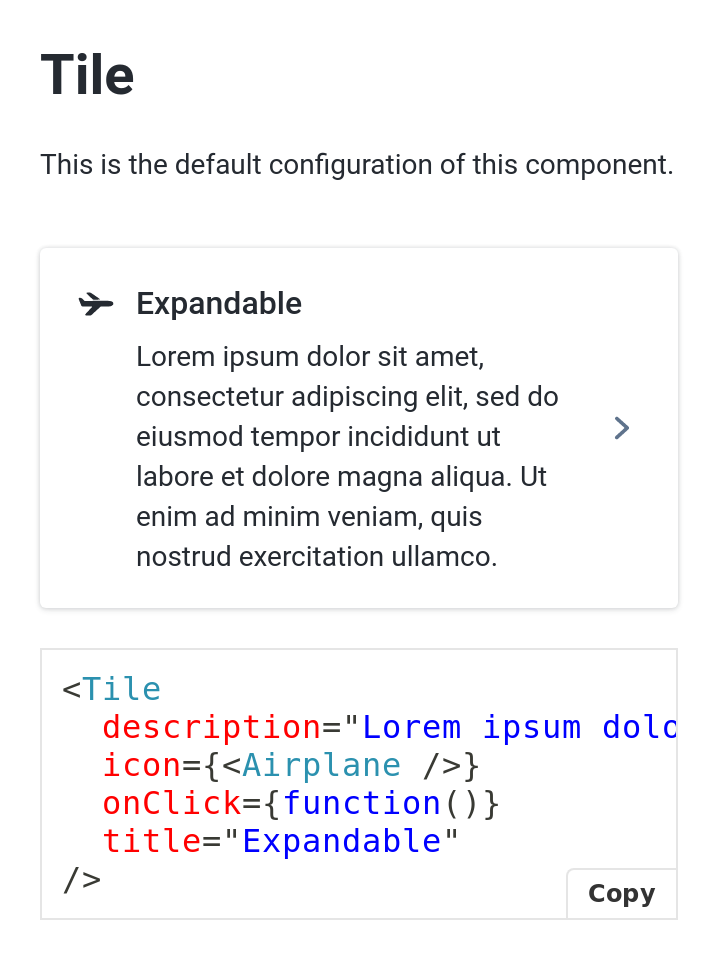 Tile
This is the default configuration of this component.
Expandable
Lorem ipsum dolor sit amet,
consectetur adipiscing elit, sed do
eiusmod tempor incididunt ut
labore et dolore magna aliqua. Ut
enim ad minim veniam, quis
nostrud exercitation ullamco.
<Tile
  description="Lorem ipsum dolo
  icon={<Airplane />}
  onClick={function()}
  title="Expandable"
/>
Copy